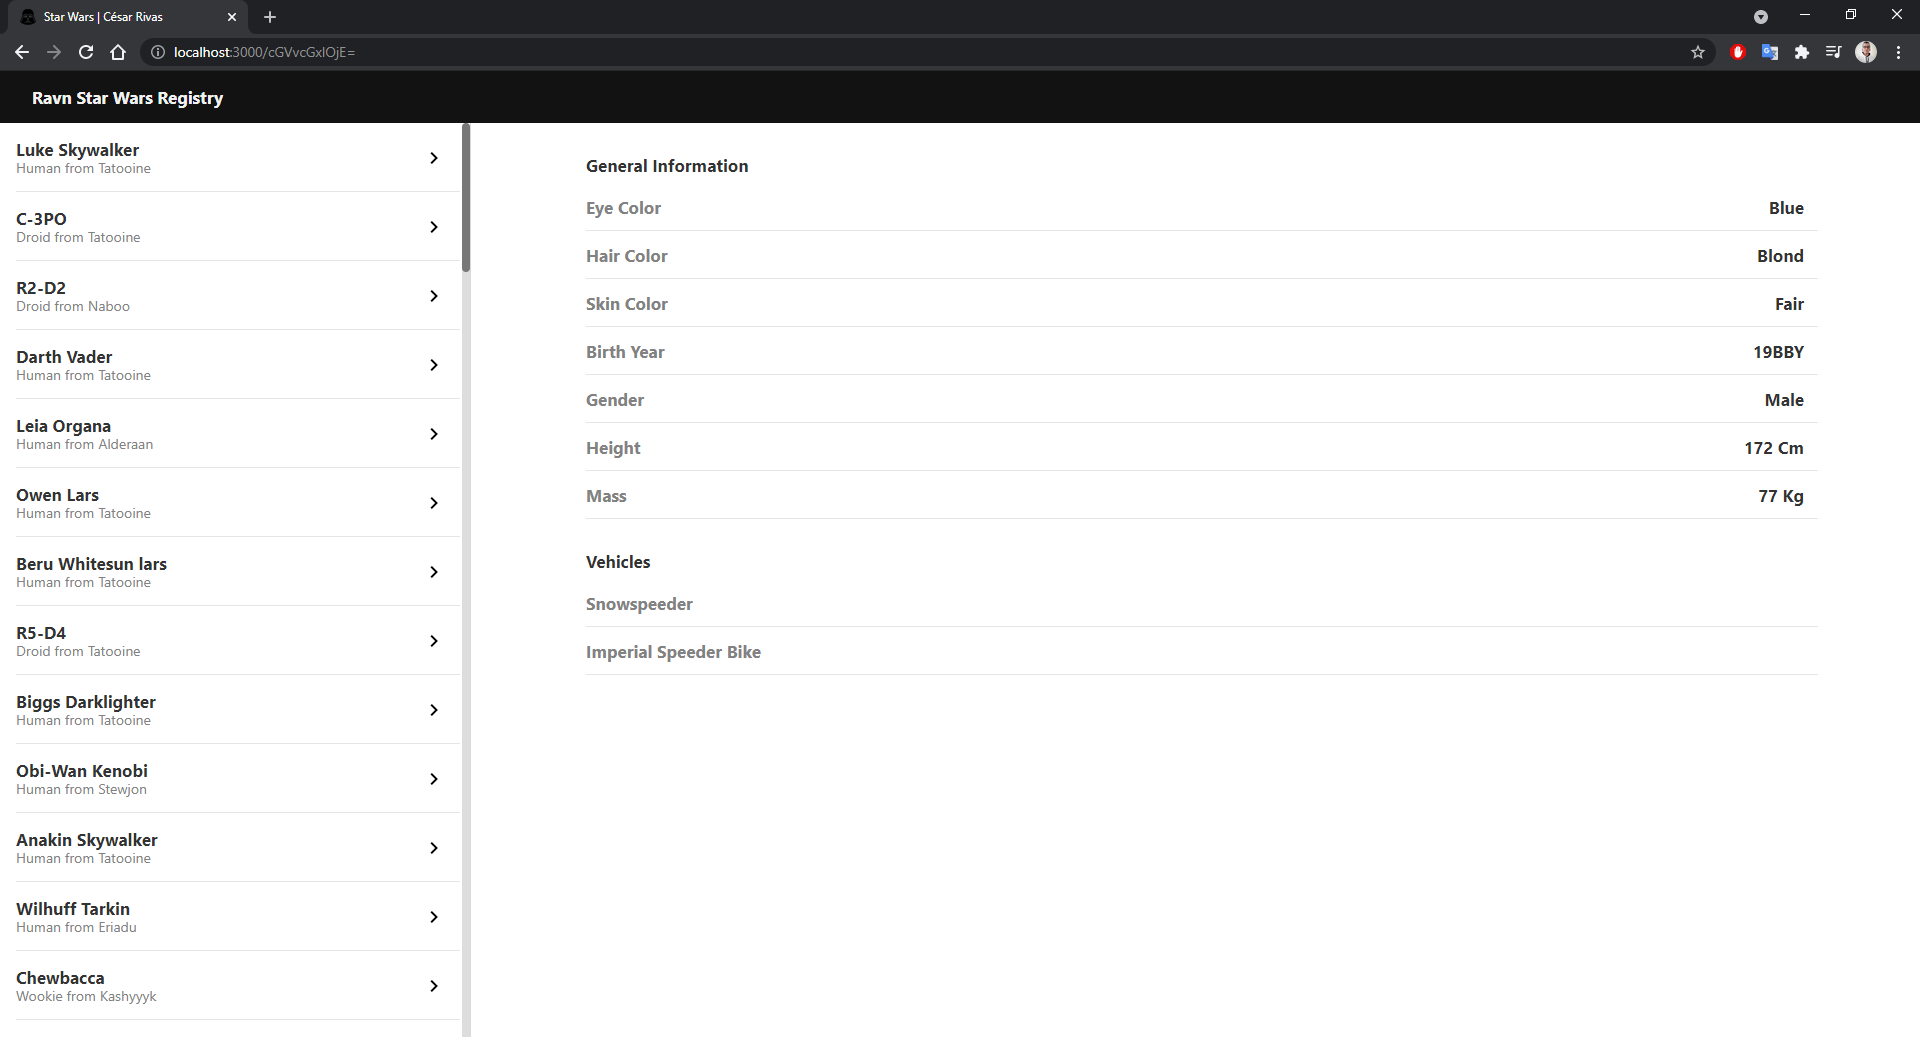 Star Wars | César Rivas
localhost:3000/cGVvcGxlOjE=
Ravn Star Wars Registry
Luke Skywalker
Human from Tatooine
C-3PO
Droid from Tatooine
R2-D2
Droid from Naboo
Darth Vader
Human from Tatooine
Leia Organa
Human from Alderaan
Owen Lars
Human from Tatooine
Beru Whitesun lars
Human from Tatooine
R5-D4
Droid from Tatooine
Biggs Darklighter
Human from Tatooine
Obi-Wan Kenobi
Human from Stewjon
Anakin Skywalker
Human from Tatooine
Wilhuff Tarkin
Human from Eriadu
Chewbacca
Wookie from Kashyyyk
General Information
Eye Color Blue
Hair Color Blond
Skin Color Fair
Birth Year 19BBY
Gender Male
Height 172 Cm
Mass 77 Kg
Vehicles
Snowspeeder
Imperial Speeder Bike